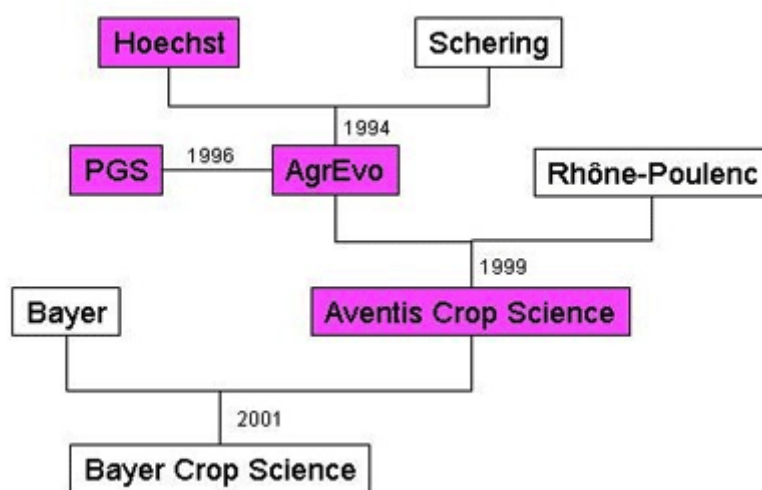 Hoechst
Schering
1994
PGS
1996
AgrEvo
Rhône-Poulenc
1999
Bayer
Aventis Crop Science
2001
Bayer Crop Science